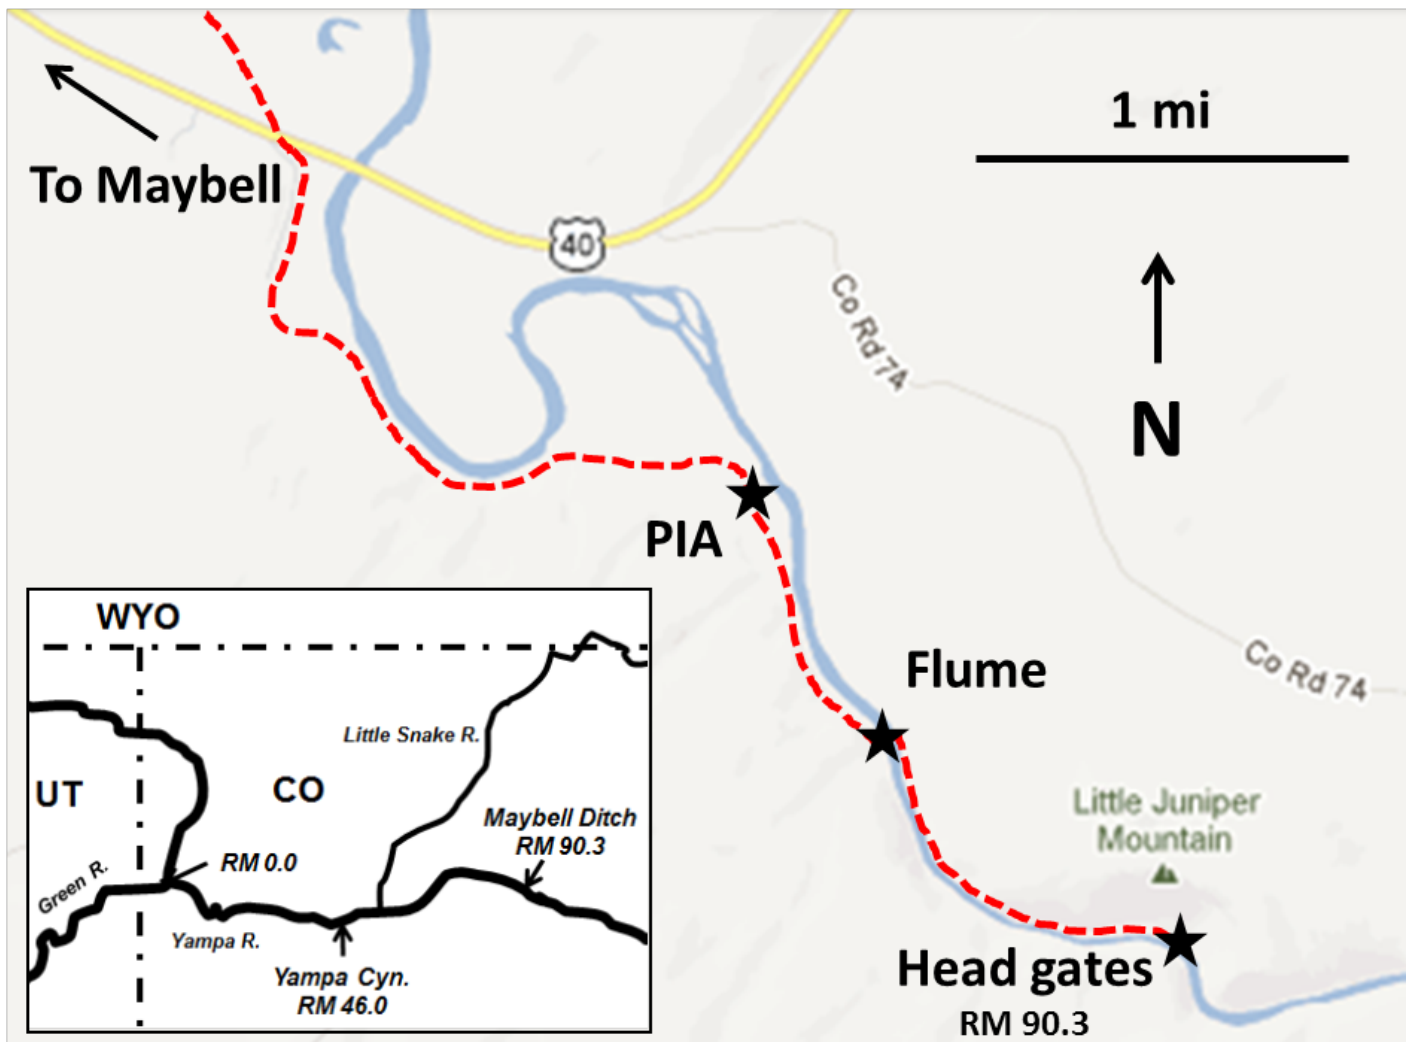 1 mi
To Maybell
40
Co Rd 74
N
PIA
Flume
Co Rd 74
Little Juniper
Mountain
Head gates
RM 90.3
WYO
Little Snake R.
UT
CO
Maybell Ditch
RM 90.3
RM 0.0
Green R.
Yampa R.
Yampa Cyn.
RM 46.0